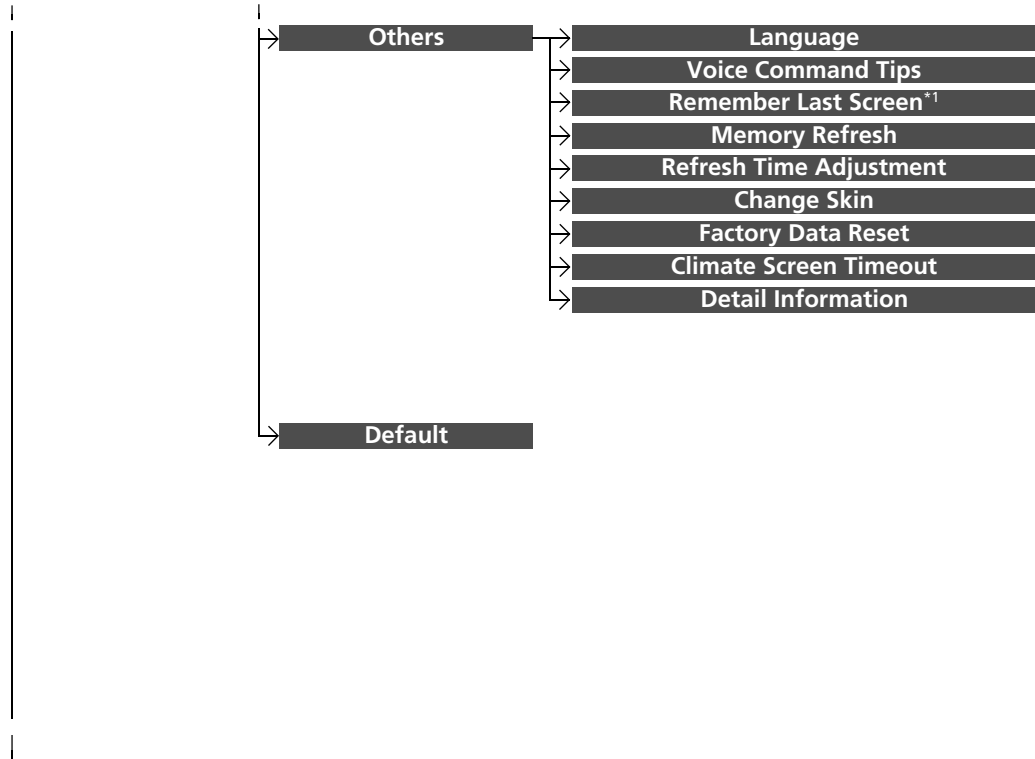 Others
Language
Voice Command Tips
Remember Last Screen*1
Memory Refresh
Refresh Time Adjustment
Change Skin
Factory Data Reset
Climate Screen Timeout
Detail Information
Default